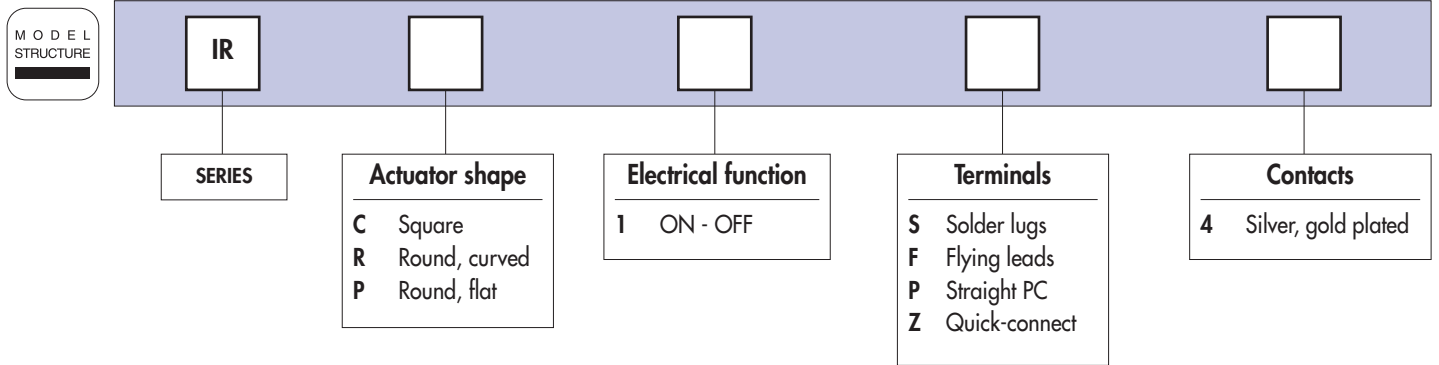 MODEL
STRUCTURE
IR
SERIES
Actuator shape
C Square
R Round, curved
P Round, flat
Electrical function
1 ON - OFF
Terminals
S Solder lugs
F Flying leads
P Straight PC
Z Quick-connect
Contacts
4 Silver, gold plated